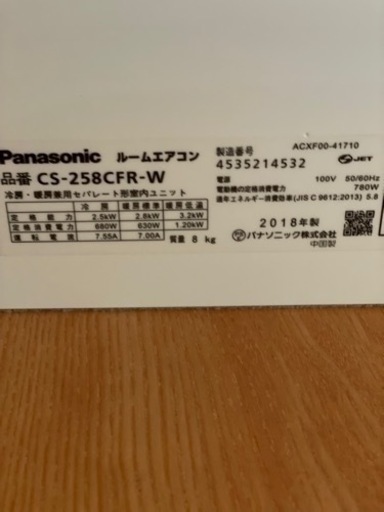 ACXF00-41710
Panasonic ルームエアコン
製造番号
4535214532
JET
品番 CS-258CFR-W
電源 100V 50/60Hz
電動機の定格消費電力 780W
通年エネルギー消費効率(JIS C 9612:2013) 5.8
冷房・暖房兼用セパレート形室内ユニット
冷房 暖房標準 暖房低温
定格能力 2.5kW 2.8kW 3.2kW
定格消費電力 680W 630W 1.20kW
運転電流 7.55A 7.00A
質量 8 kg
2018年製
パナソニック株式会社
中国製